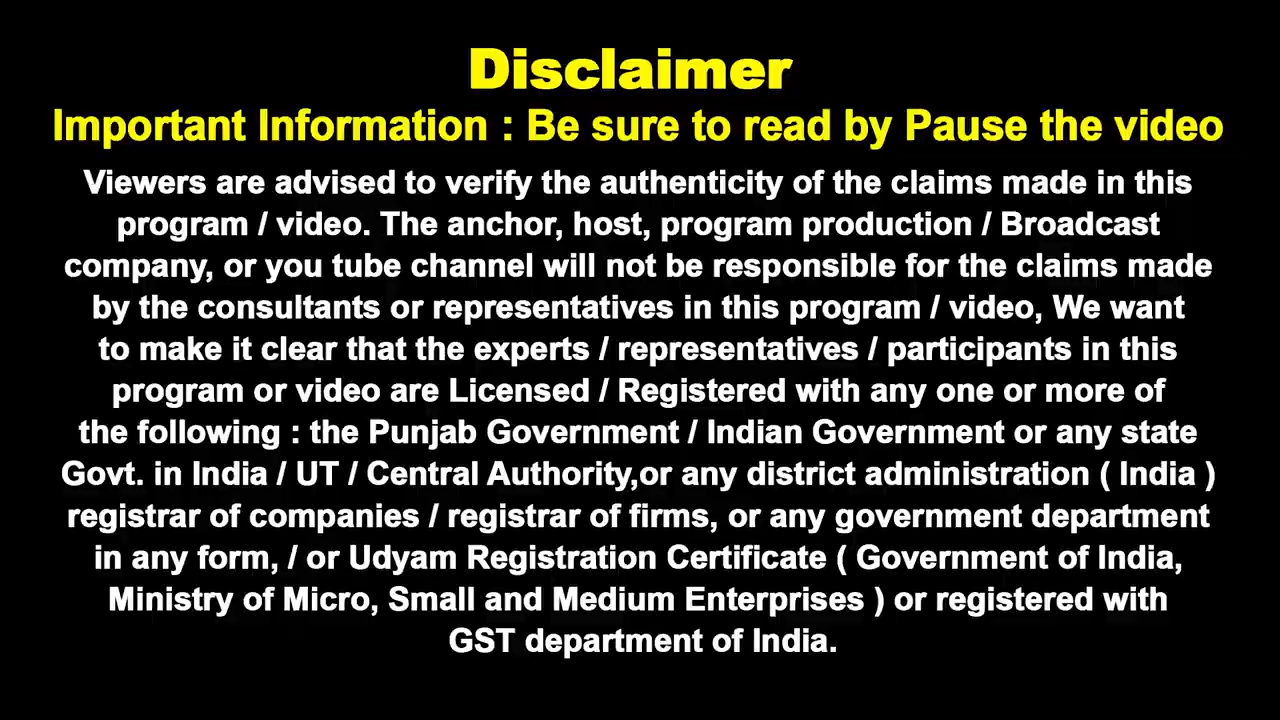 Disclaimer
Important Information : Be sure to read by Pause the video
Viewers are advised to verify the authenticity of the claims made in this
program / video. The anchor, host, program production / Broadcast
company, or you tube channel will not be responsible for the claims made
by the consultants or representatives in this program / video, We want
to make it clear that the experts / representatives / participants in this
program or video are Licensed / Registered with any one or more of
the following : the Punjab Government / Indian Government or any state
Govt. in India / UT / Central Authority,or any district administration ( India )
registrar of companies / registrar of firms, or any government department
in any form, / or Udyam Registration Certificate ( Government of India,
Ministry of Micro, Small and Medium Enterprises ) or registered with
GST department of India.